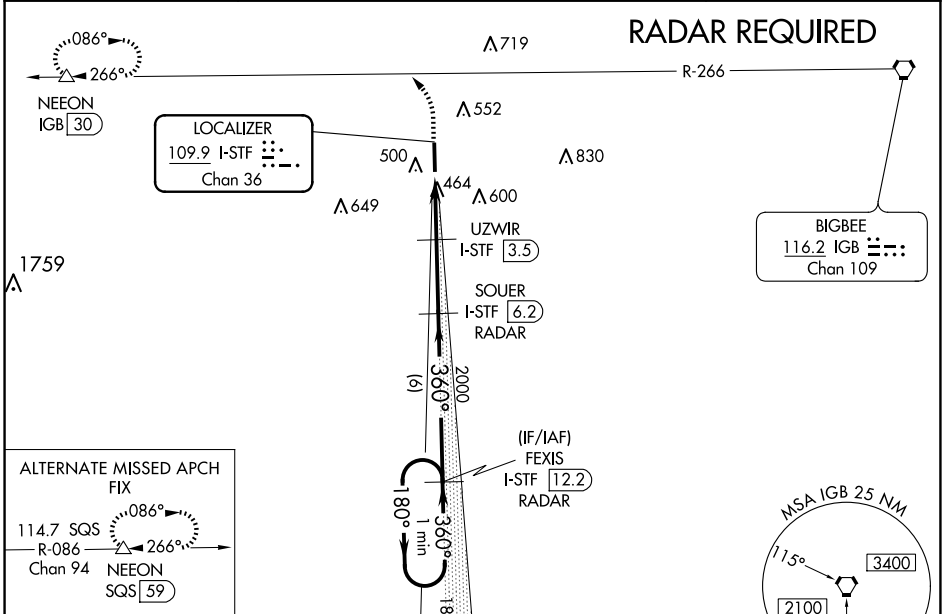 RADAR REQUIRED
086°
266°
NEEON
IGB 30
719
R-266
552
LOCALIZER
109.9 I-STF
Chan 36
500
830
464
600
649
UZWIR
I-STF 3.5
BIGBEE
116.2 IGB
Chan 109
1759
SOUER
I-STF 6.2
RADAR
2000
360°
(6)
(IF/IAF)
FEXIS
I-STF 12.2
RADAR
180°
1 min
360°
18
ALTERNATE MISSED APCH
FIX
086°
114.7 SQS
R-086
266°
Chan 94
NEEON
SQS 59
MSA IGB 25 NM
115°
3400
2100